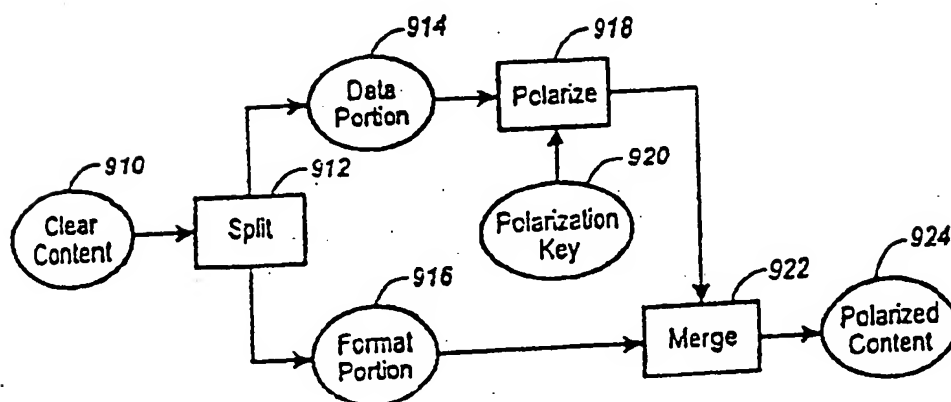 914
918
Data
Portion
Polarize
910
912
920
Clear
Content
Split
Polarization
Key
924
916
922
Format
Portion
Merge
Polarized
Content